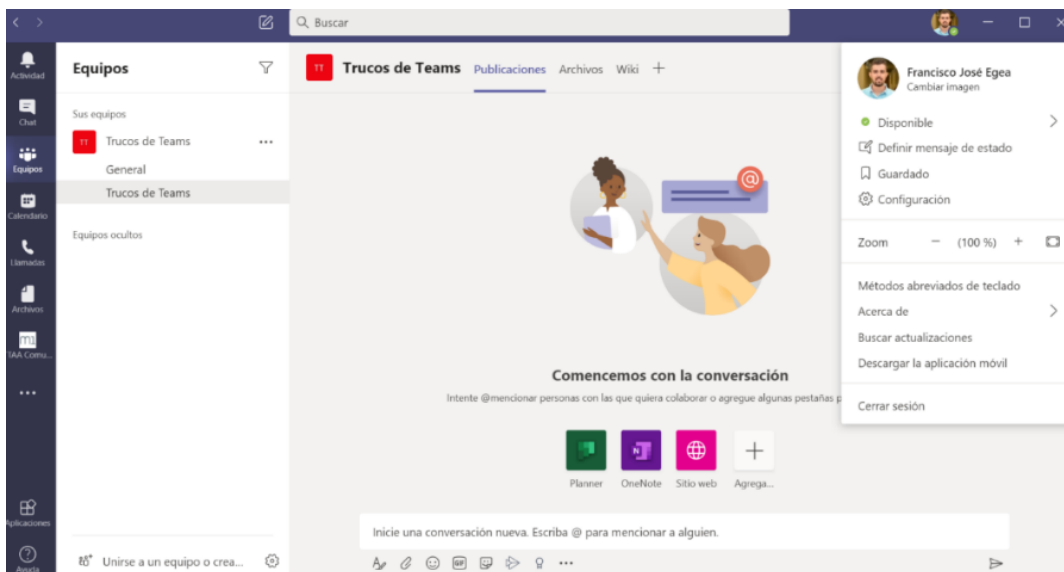 Buscar
Actividad
Chat
Equipos
Calendario
Llamadas
Archivos
m1
TAA Comu...
Aplicaciones
Ayuda
Equipos
Sus equipos
TT Trucos de Teams
General
Trucos de Teams
Equipos ocultos
Unirse a un equipo o crea...
TT Trucos de Teams Publicaciones Archivos Wiki
Comencemos con la conversación
Intente @mencionar personas con las que quiera colaborar o agregue algunas pestañas p
Planner OneNote Sitio web Agrega...
Inicie una conversación nueva. Escriba @ para mencionar a alguien.
GIF
Francisco José Egea
Cambiar imagen
Disponible
Definir mensaje de estado
Guardado
Configuración
Zoom − (100 %) +
Métodos abreviados de teclado
Acerca de
Buscar actualizaciones
Descargar la aplicación móvil
Cerrar sesión